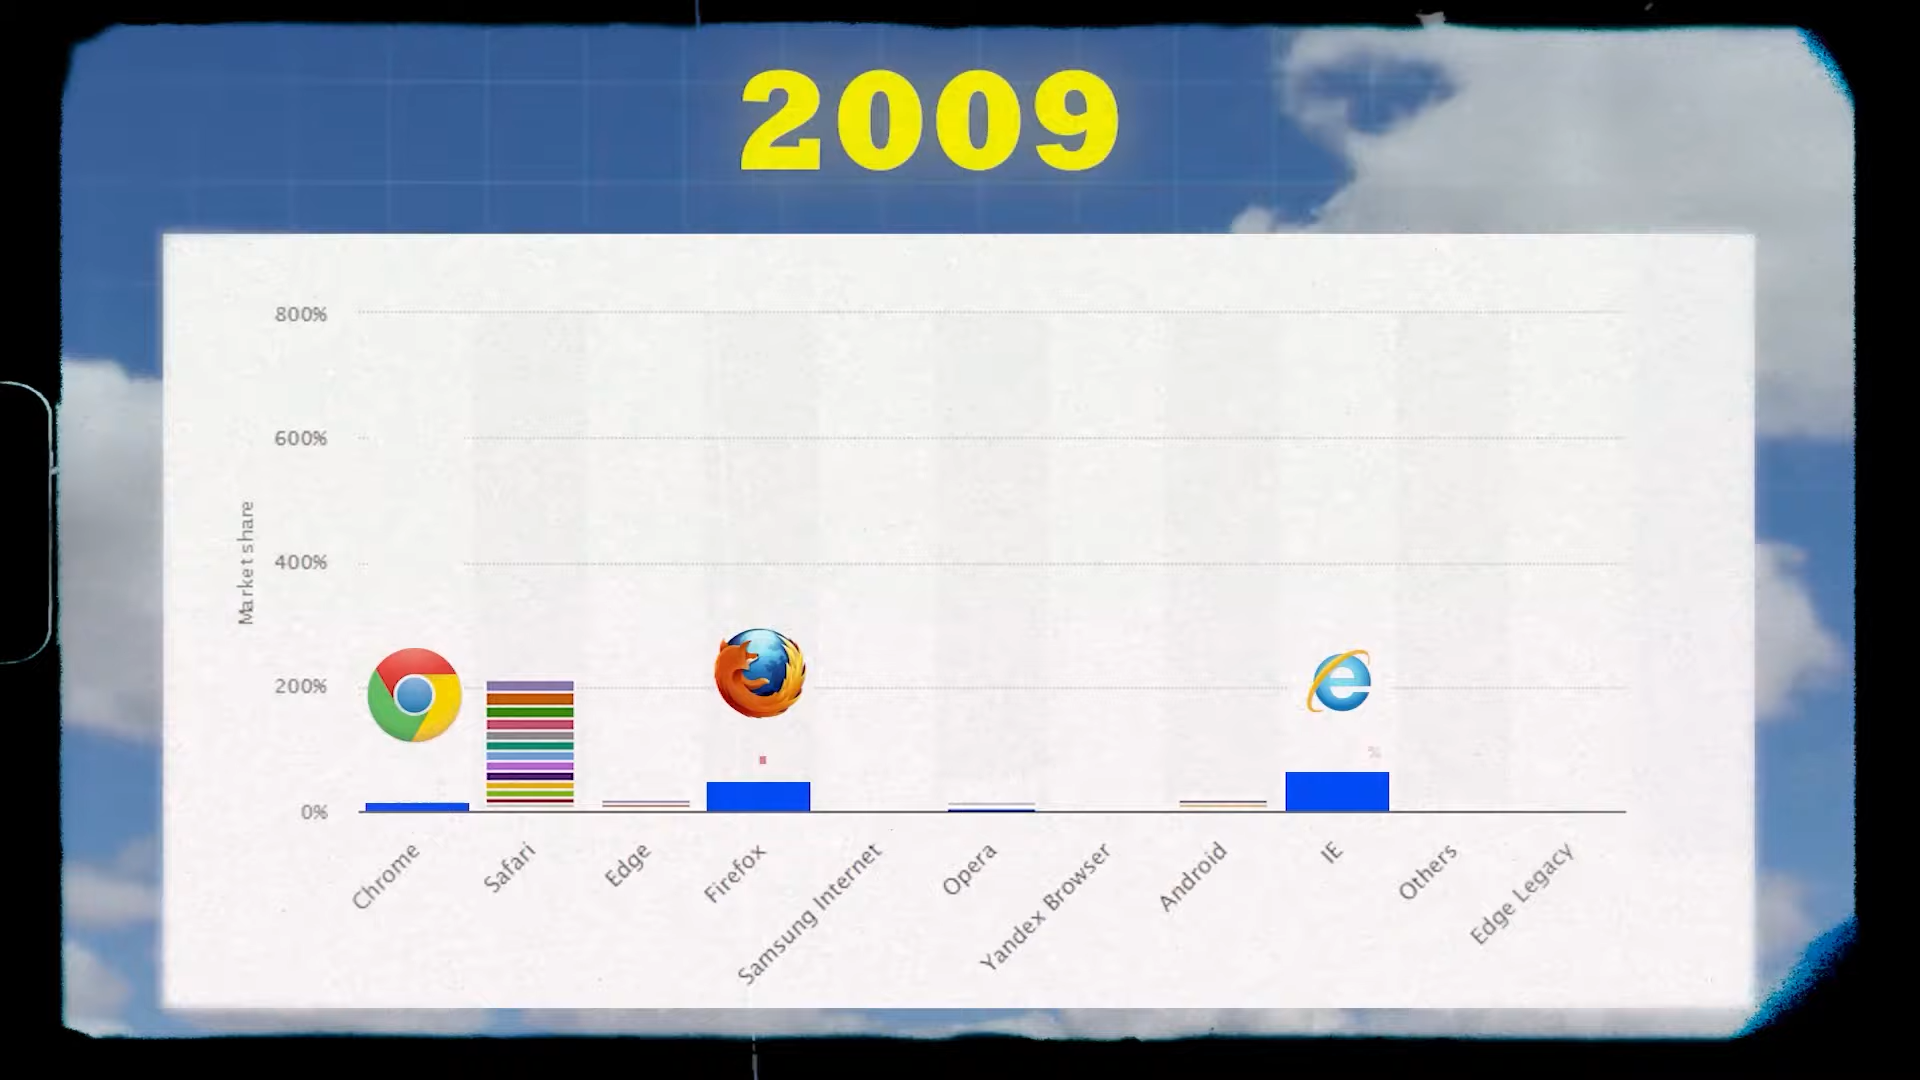 2009
800%
600%
400%
200%
0%
Market share
Chrome
Safari
Edge
Firefox
Samsung Internet
Opera
Yandex Browser
Android
IE
Others
Edge Legacy
%